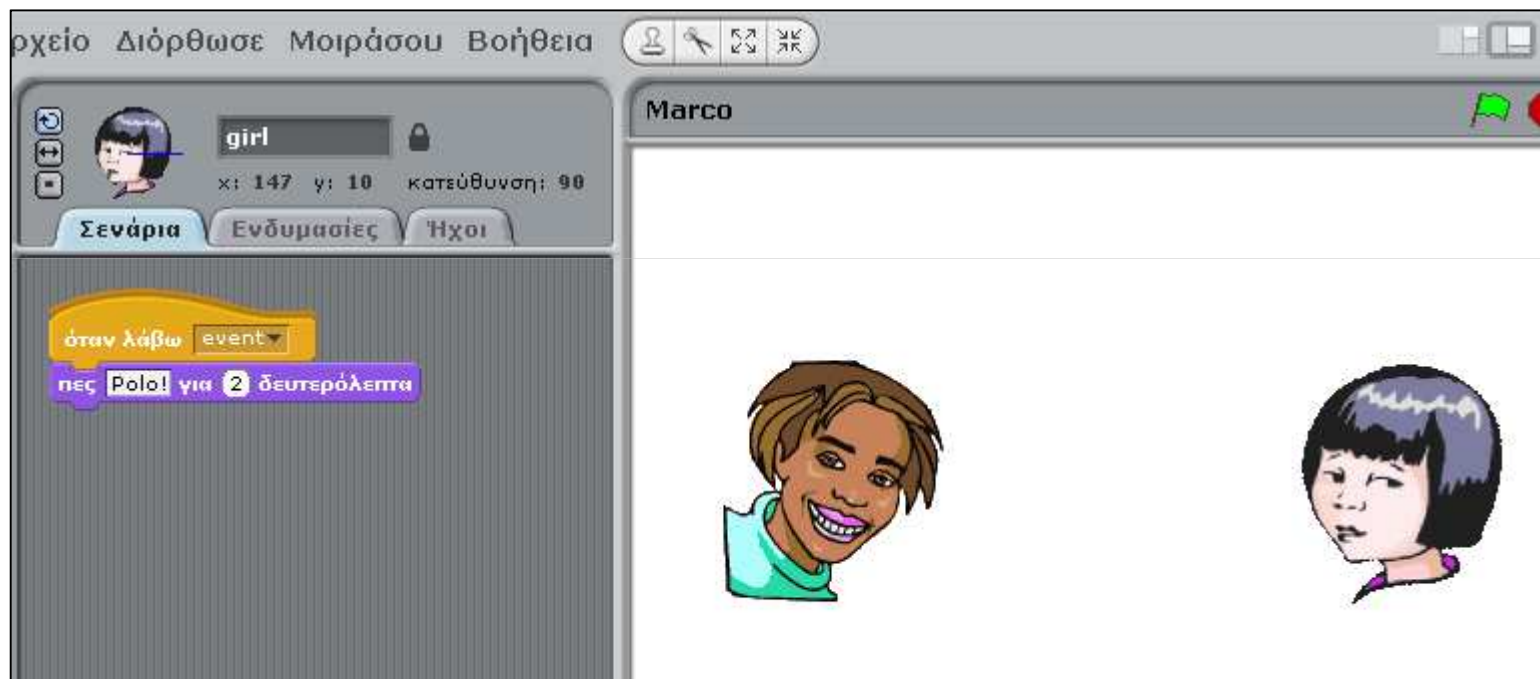 ρχείο Διόρθωσε Μοιράσου Βοήθεια
Marco
girl
x: 147 y: 10 κατεύθυνση: 90
Σενάρια Ενδυμασίες Ήχοι
όταν λάβω event
πες Polo! για 2 δευτερόλεπτα